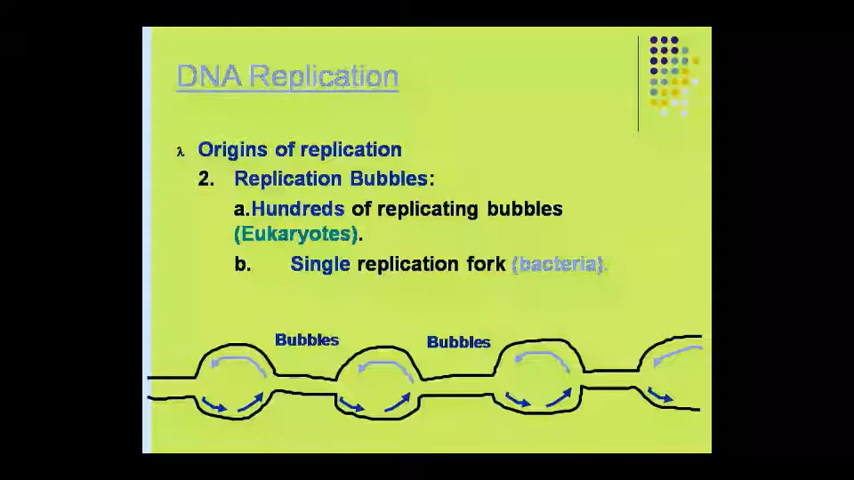 DNA Replication
λ Origins of replication
2. Replication Bubbles:
a.Hundreds of replicating bubbles
(Eukaryotes).
b. Single replication fork (bacteria).
Bubbles Bubbles